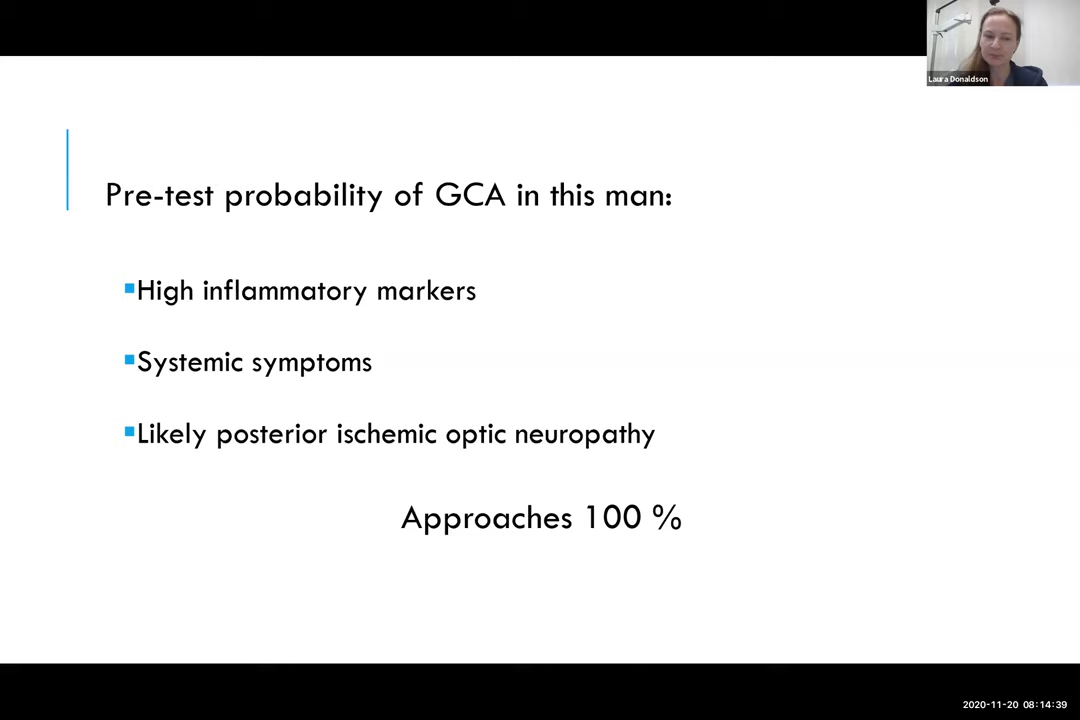 Laura Donaldson
Pre-test probability of GCA in this man:
▪High inflammatory markers
▪Systemic symptoms
▪Likely posterior ischemic optic neuropathy
Approaches 100 %
2020-11-20 08:14:39